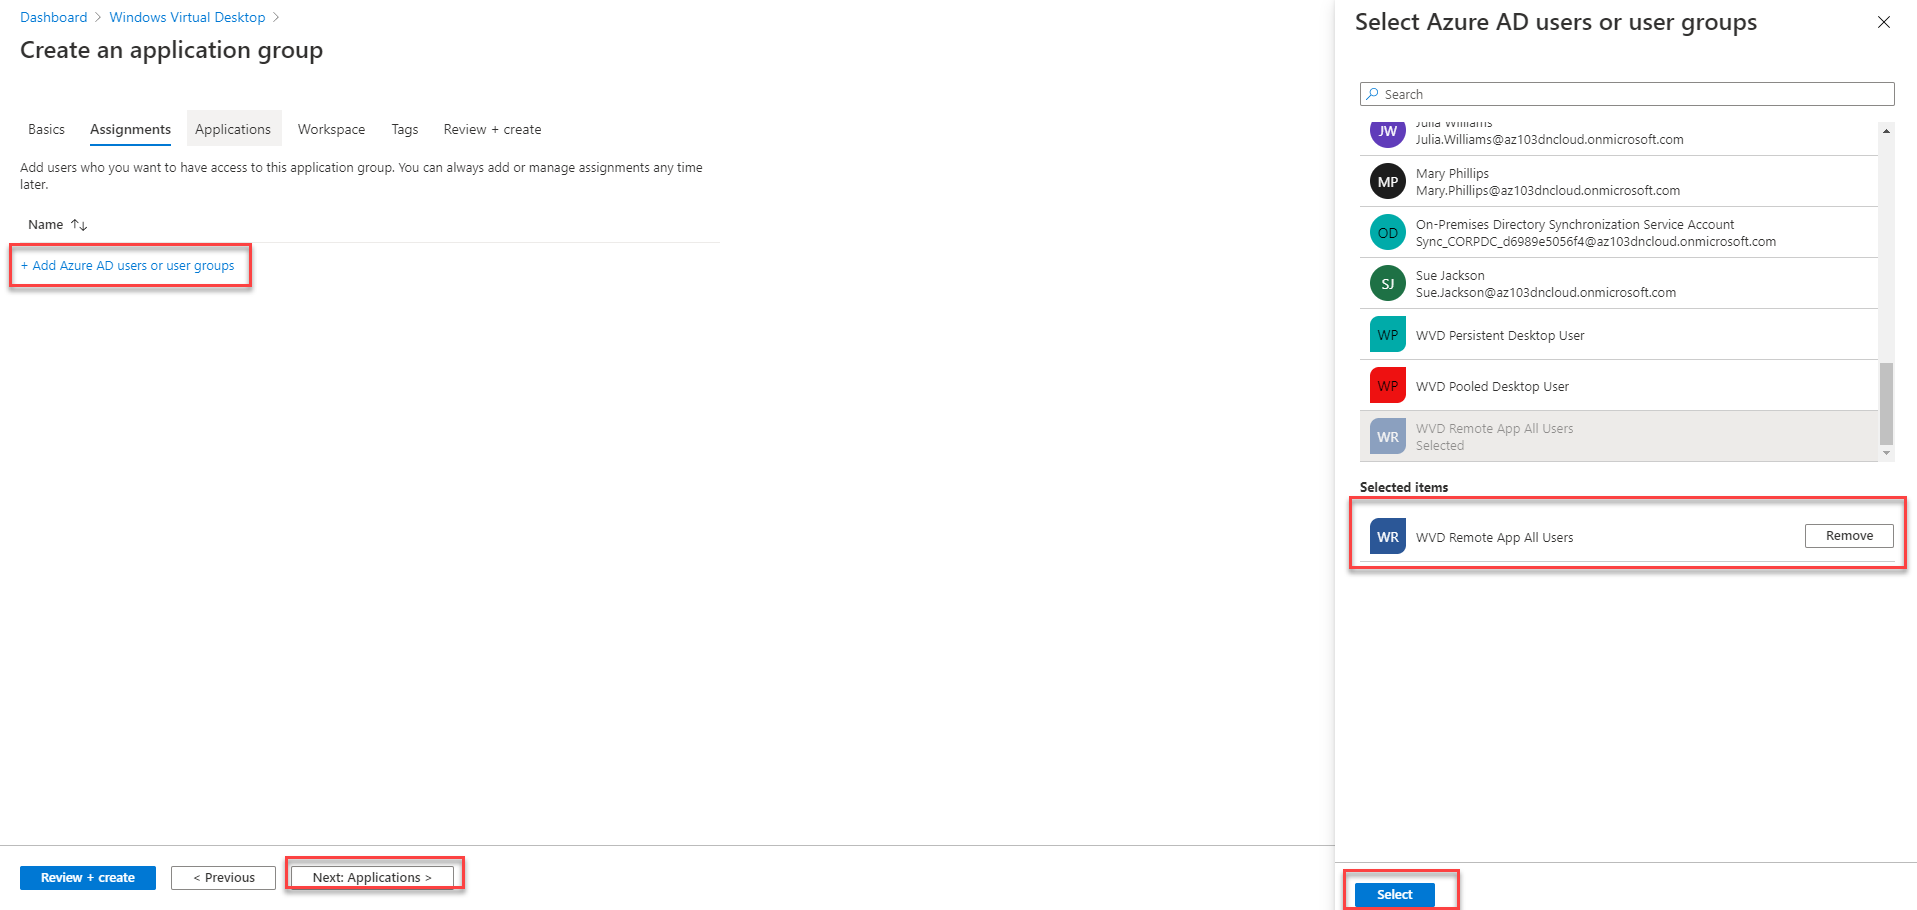 Dashboard > Windows Virtual Desktop >
Create an application group
Basics Assignments Applications Workspace Tags Review + create
Add users who you want to have access to this application group. You can always add or manage assignments any time
later.
Name ↑↓
+ Add Azure AD users or user groups
Review + create < Previous Next: Applications >
Select Azure AD users or user groups
Search
JW Julia Williams
Julia.Williams@az103dncloud.onmicrosoft.com
MP Mary Phillips
Mary.Phillips@az103dncloud.onmicrosoft.com
OD On-Premises Directory Synchronization Service Account
Sync_CORPDC_d6989e5056f4@az103dncloud.onmicrosoft.com
SJ Sue Jackson
Sue.Jackson@az103dncloud.onmicrosoft.com
WP WVD Persistent Desktop User
WP WVD Pooled Desktop User
WR WVD Remote App All Users
Selected
Selected items
WR WVD Remote App All Users Remove
Select